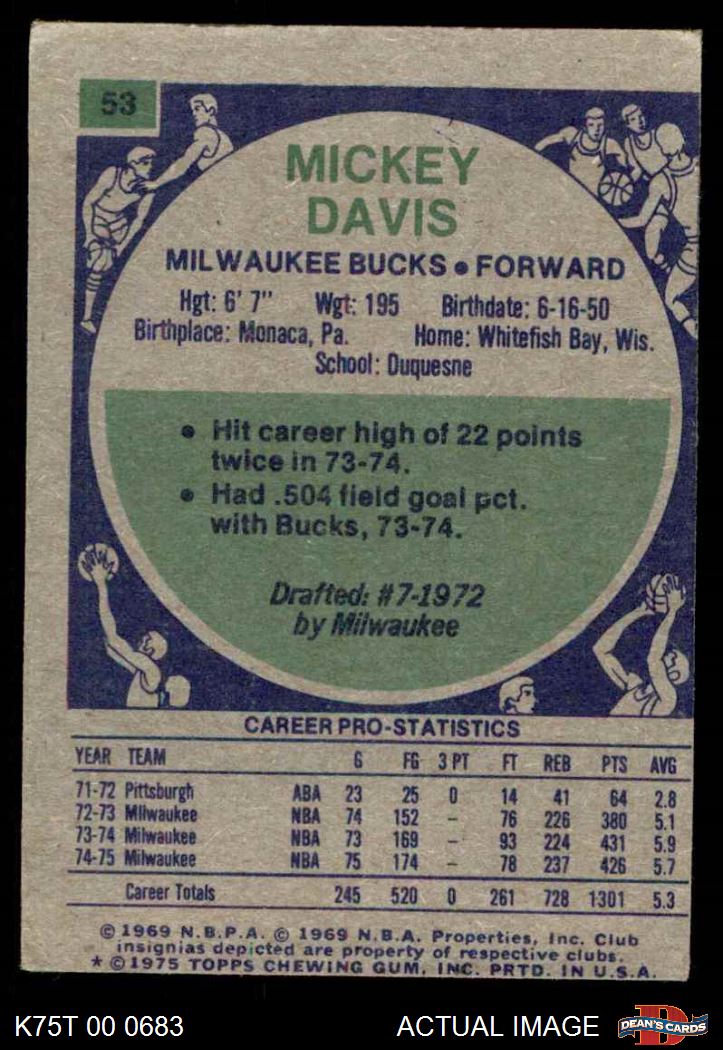 53
MICKEY
DAVIS
MILWAUKEE BUCKS • FORWARD
Hgt: 6' 7" Wgt: 195 Birthdate: 6-16-50
Birthplace: Monaca, Pa. Home: Whitefish Bay, Wis.
School: Duquesne
• Hit career high of 22 points
twice in 73-74.
• Had .504 field goal pct.
with Bucks, 73-74.
Drafted: #7-1972
by Milwaukee
CAREER PRO-STATISTICS
YEAR TEAM G FG 3 PT FT REB PTS AVG
71-72 Pittsburgh ABA 23 25 0 14 41 64 2.8
72-73 Milwaukee NBA 74 152 – 76 226 380 5.1
73-74 Milwaukee NBA 73 169 – 93 224 431 5.9
74-75 Milwaukee NBA 75 174 – 78 237 426 5.7
Career Totals 245 520 0 261 728 1301 5.3
© 1969 N.B.P.A. © 1969 N.B.A. Properties, Inc. Club
insignias depicted are property of respective clubs.
* © 1975 TOPPS CHEWING GUM, INC. PRTD. IN U.S.A.
K75T 00 0683 ACTUAL IMAGE D DEAN'S CARDS